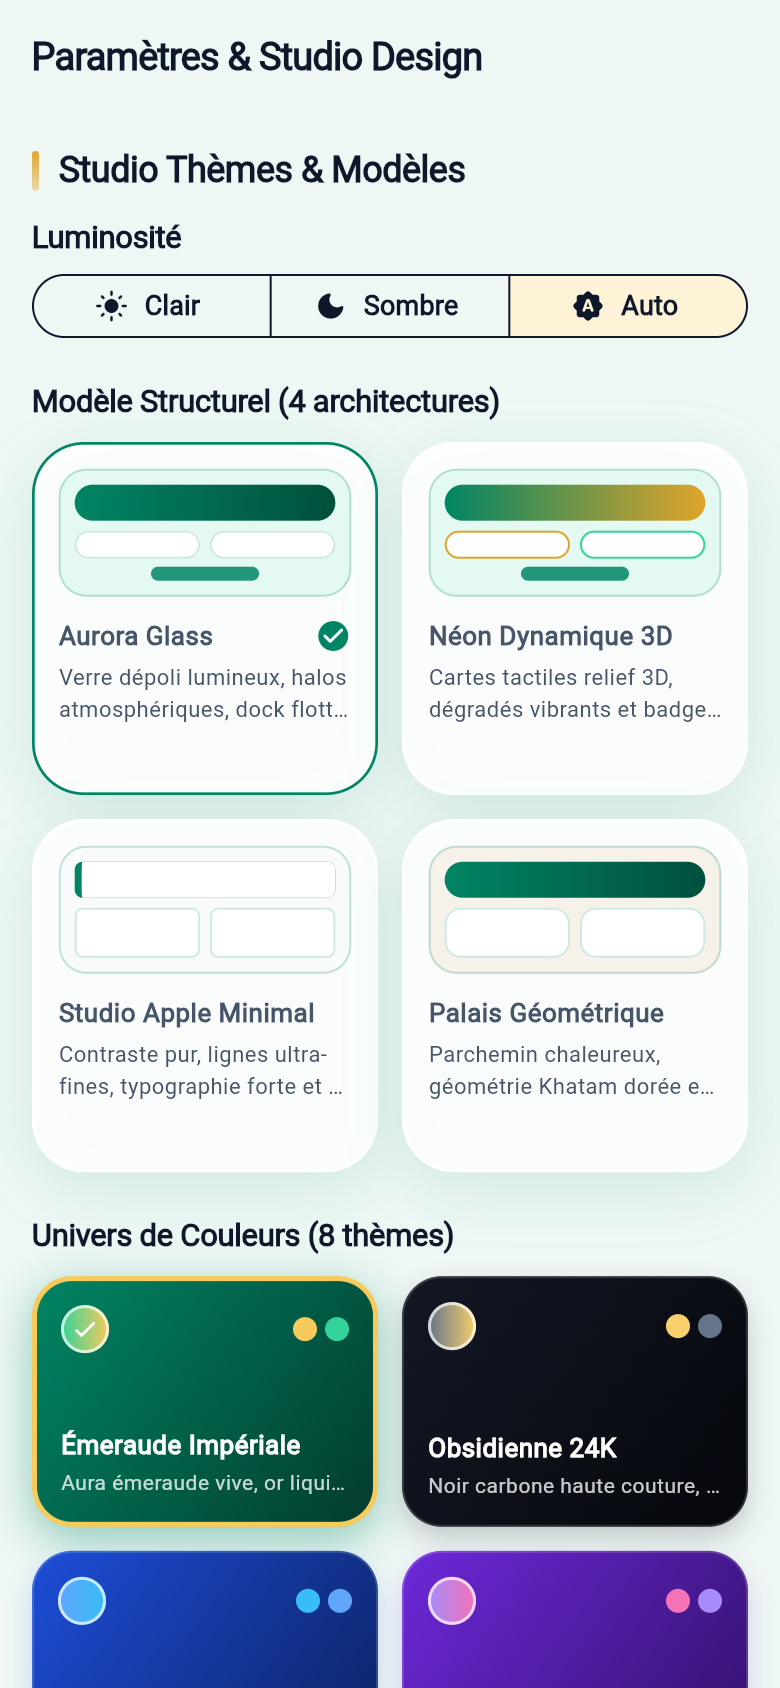 Paramètres & Studio Design
Studio Thèmes & Modèles
Luminosité
Clair
Sombre
A Auto
Modèle Structurel (4 architectures)
Aurora Glass
Verre dépoli lumineux, halos
atmosphériques, dock flott...
Néon Dynamique 3D
Cartes tactiles relief 3D,
dégradés vibrants et badge...
Studio Apple Minimal
Contraste pur, lignes ultra-
fines, typographie forte et ...
Palais Géométrique
Parchemin chaleureux,
géométrie Khatam dorée e...
Univers de Couleurs (8 thèmes)
Émeraude Impériale
Aura émeraude vive, or liqui...
Obsidienne 24K
Noir carbone haute couture, ...